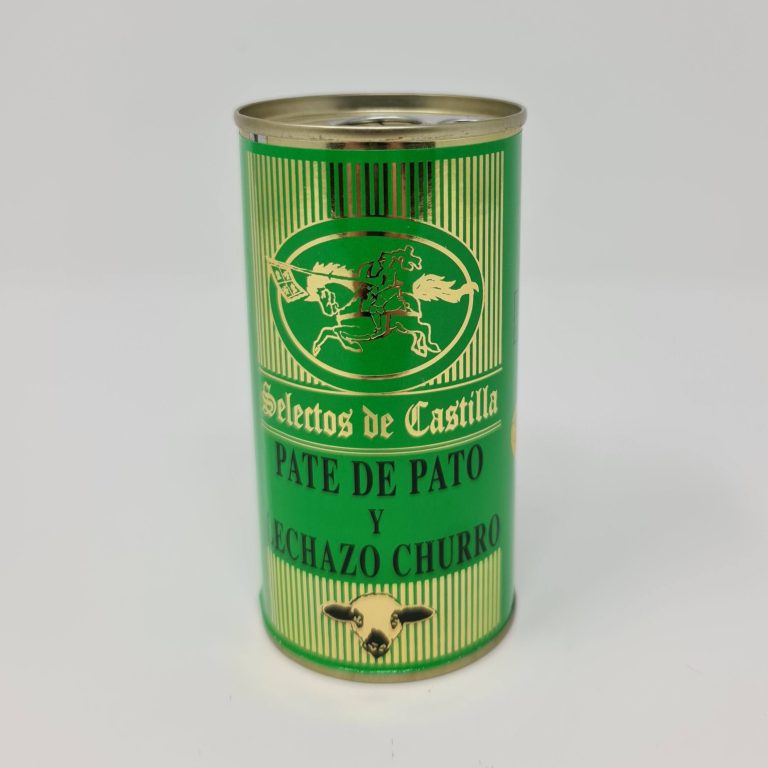 Selectos de Castilla
PATE DE PATO
Y
LECHAZO CHURRO